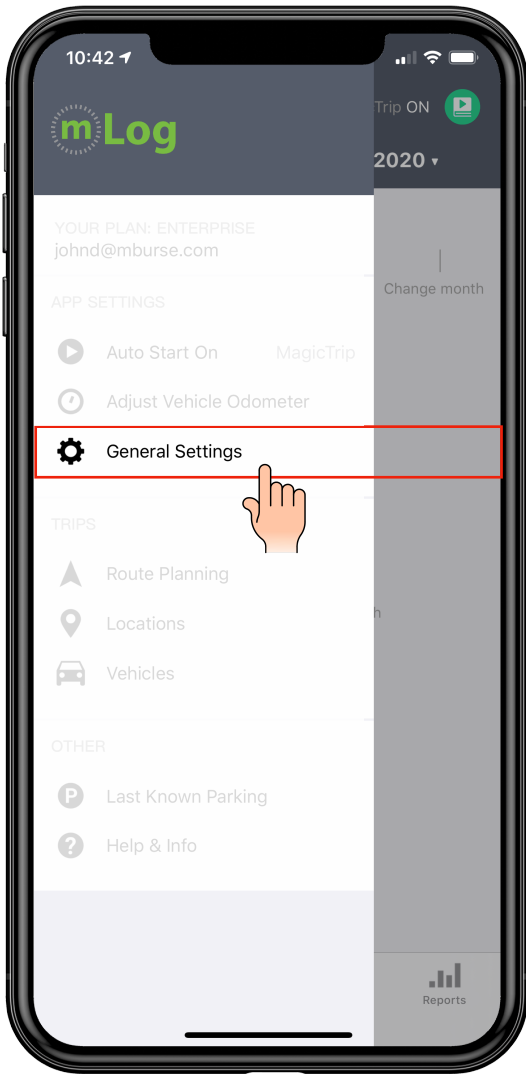 10:42
mLog
Trip ON
2020
YOUR PLAN: ENTERPRISE
johnd@mburse.com
Change month
APP SETTINGS
Auto Start On MagicTrip
Adjust Vehicle Odometer
General Settings
TRIPS
Route Planning
h
Locations
Vehicles
OTHER
P
Last Known Parking
?
Help & Info
Reports